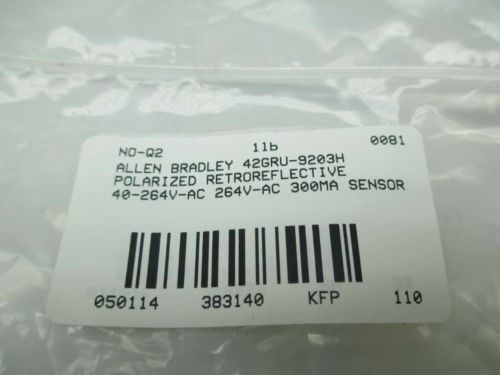 NO-Q2 1lb 0081
ALLEN BRADLEY 42GRU-9203H
POLARIZED RETROREFLECTIVE
40-264V-AC 264V-AC 300MA SENSOR
050114 383140 KFP 110